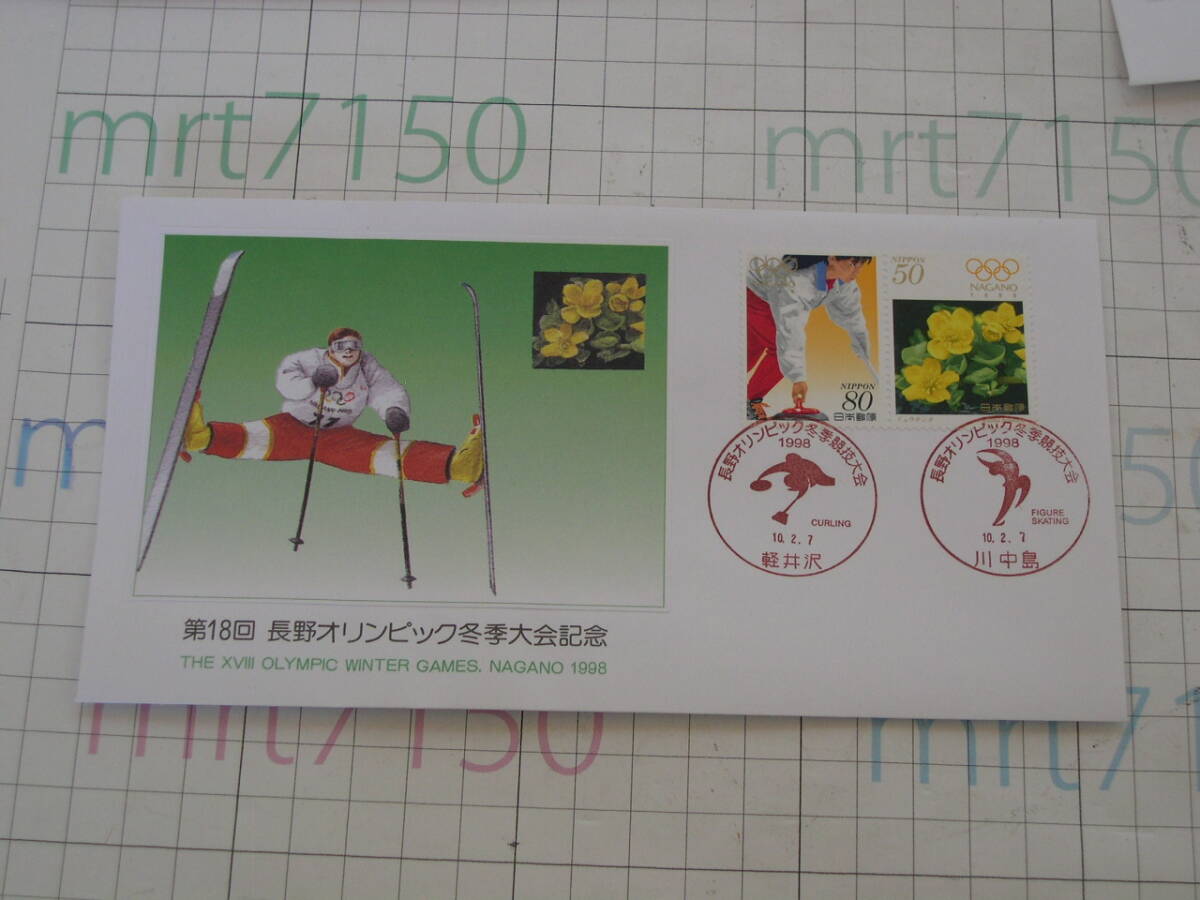 mrt7150
mrt7150
NIPPON
50
NAGANO
1998
NIPPON
80
日本郵便
日本郵便
長野オリンピック冬季競技大会
1998
CURLING
10.2.7
軽井沢
長野オリンピック冬季競技大会
1998
FIGURE
SKATING
10.2.7
川中島
第18回 長野オリンピック冬季大会記念
THE XVIII OLYMPIC WINTER GAMES, NAGANO 1998
mrt7150
mrt71